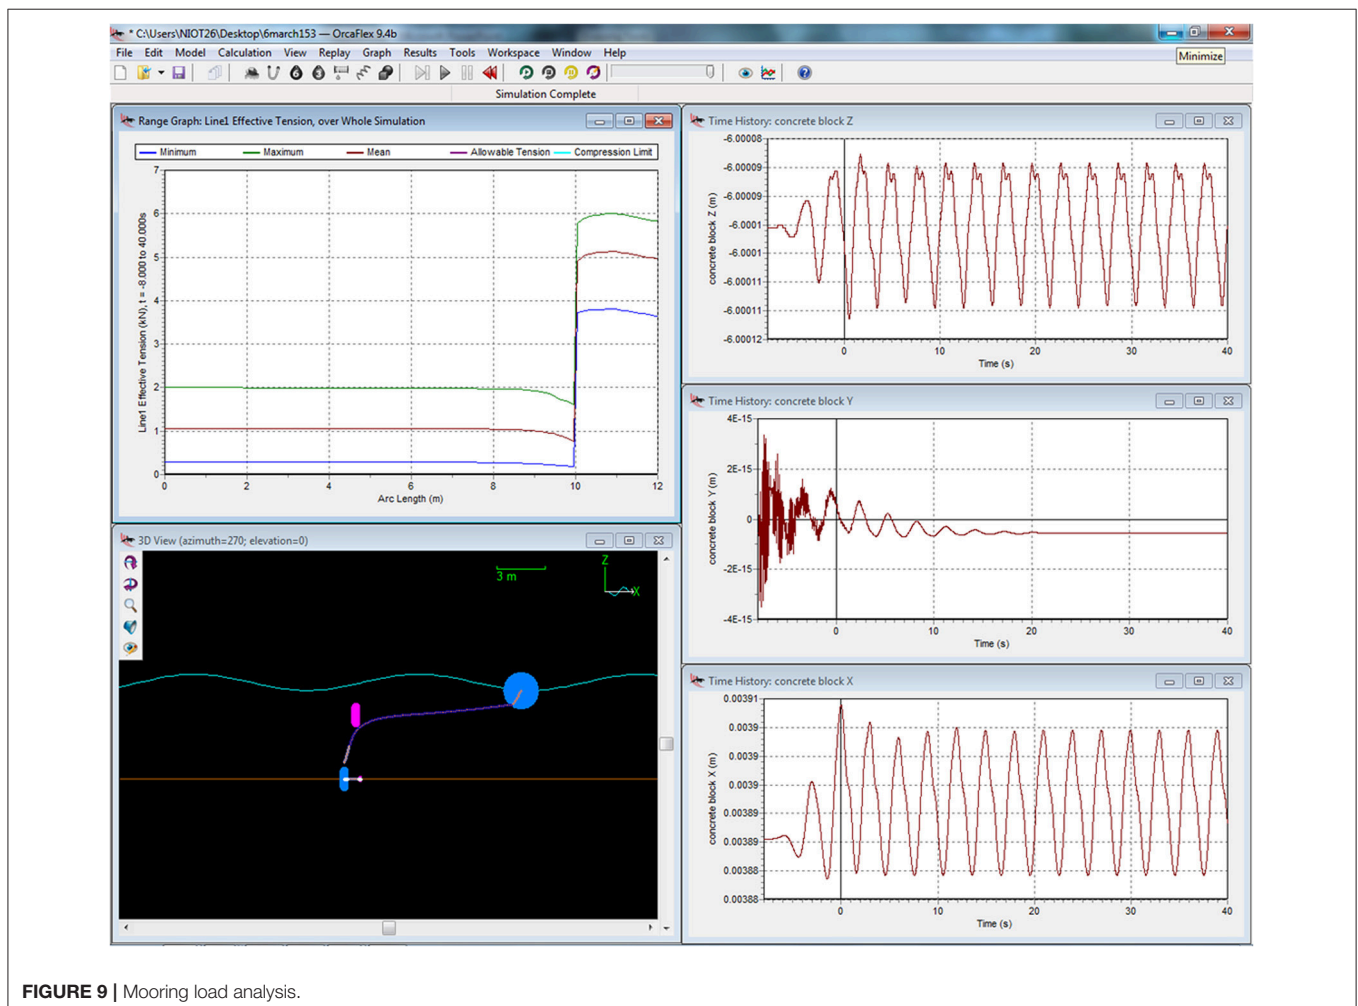 * C:\Users\NIOT26\Desktop\6march153 — OrcaFlex 9.4b
File Edit Model Calculation View Replay Graph Results Tools Workspace Window Help
Minimize
Simulation Complete
Range Graph: Line1 Effective Tension, over Whole Simulation
Minimum Maximum Mean Allowable Tension Compression Limit
Line1 Effective Tension (kN), t = -8.000 to 40.000s
7
6
5
4
3
2
1
0
0 2 4 6 8 10 12
Arc Length (m)
Time History: concrete block Z
concrete block Z (m)
-6.00008
-6.00009
-6.00009
-6.0001
-6.0001
-6.00011
-6.00011
-6.00012
0 10 20 30 40
Time (s)
Time History: concrete block Y
concrete block Y (m)
4E-15
2E-15
0
-2E-15
-4E-15
0 10 20 30 40
Time (s)
3D View (azimuth=270; elevation=0)
3 m
Z
X
Time History: concrete block X
concrete block X (m)
0.00391
0.0039
0.0039
0.00389
0.00389
0.00389
0.00388
0.00388
0 10 20 30 40
Time (s)
FIGURE 9 | Mooring load analysis.